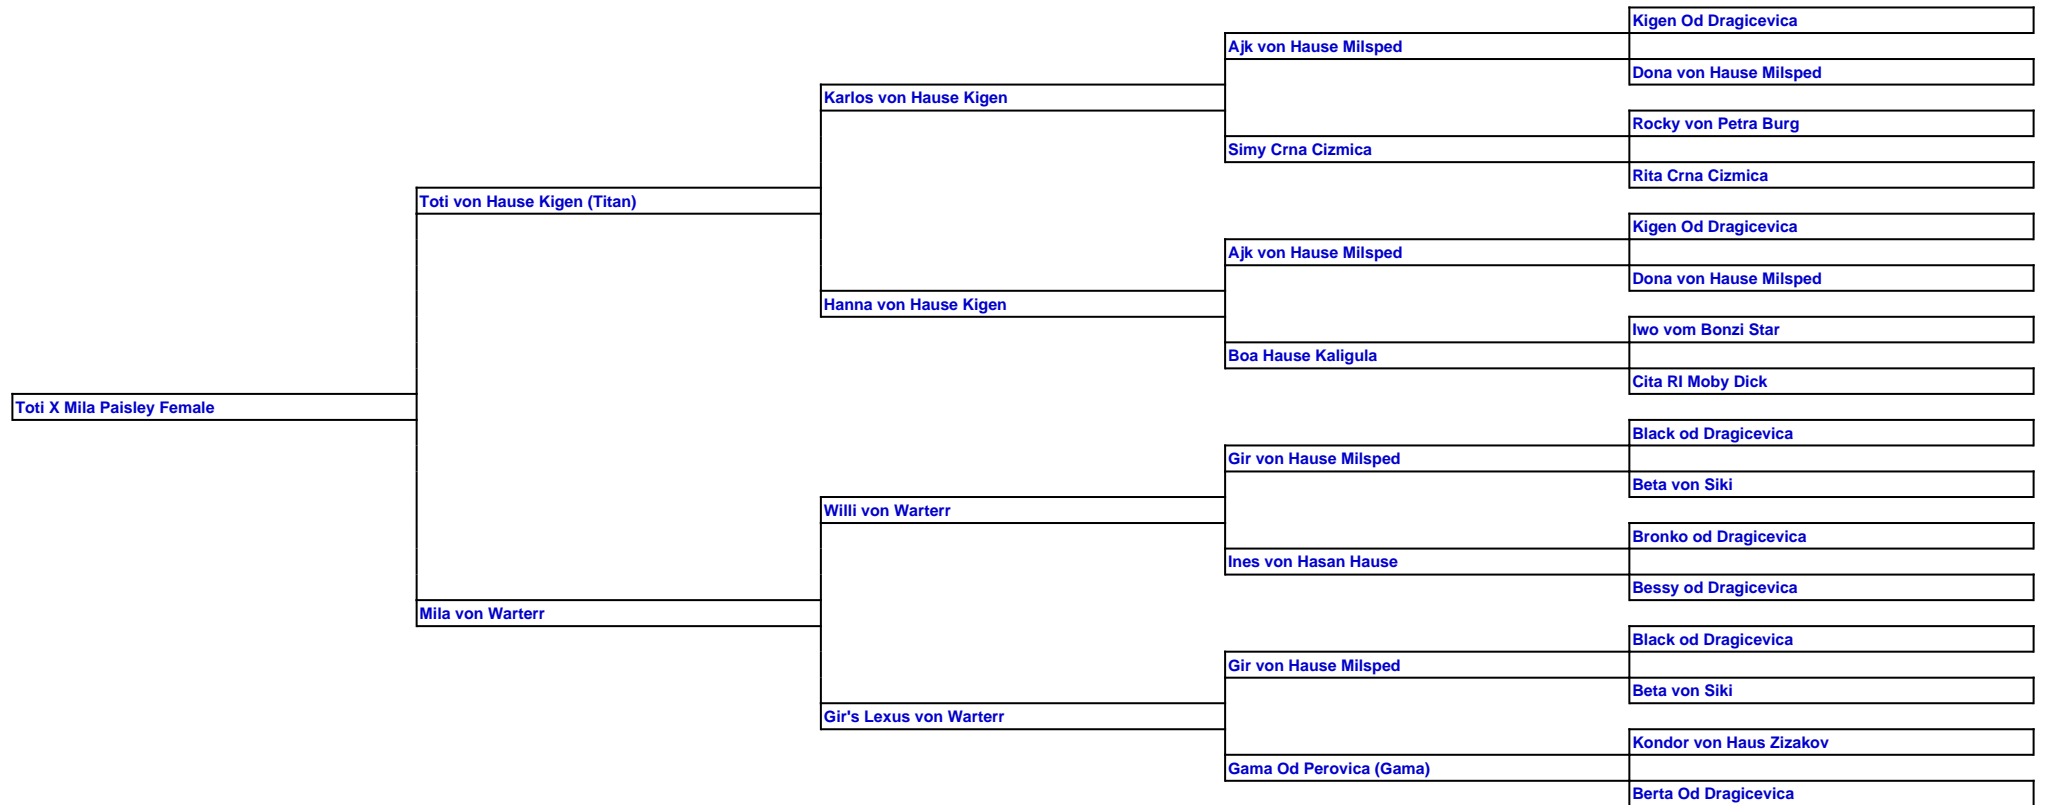 Kigen Od Dragicevica
Ajk von Hause Milsped
Dona von Hause Milsped
Karlos von Hause Kigen
Rocky von Petra Burg
Simy Crna Cizmica
Rita Crna Cizmica
Toti von Hause Kigen (Titan)
Kigen Od Dragicevica
Ajk von Hause Milsped
Dona von Hause Milsped
Hanna von Hause Kigen
Iwo vom Bonzi Star
Boa Hause Kaligula
Cita RI Moby Dick
Toti X Mila Paisley Female
Black od Dragicevica
Gir von Hause Milsped
Beta von Siki
Willi von Warterr
Bronko od Dragicevica
Ines von Hasan Hause
Bessy od Dragicevica
Mila von Warterr
Black od Dragicevica
Gir von Hause Milsped
Beta von Siki
Gir's Lexus von Warterr
Kondor von Haus Zizakov
Gama Od Perovica (Gama)
Berta Od Dragicevica